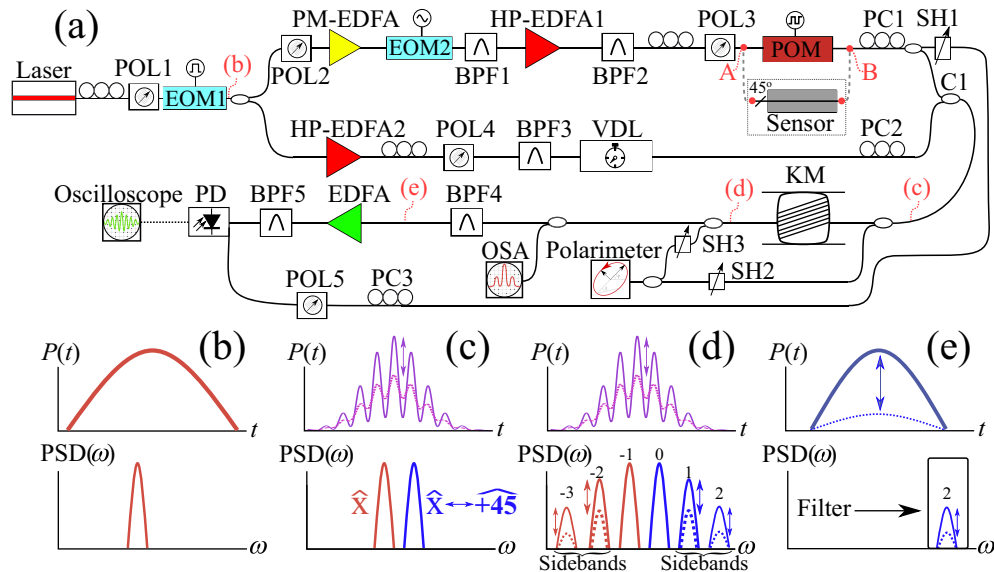 (a)
PM-EDFA
HP-EDFA1
POL3
PC1
SH1
Laser
POL1
EOM1
(b)
POL2
EOM2
BPF1
BPF2
A
POM
B
45º
Sensor
C1
HP-EDFA2
POL4
BPF3
VDL
PC2
Oscilloscope
PD
BPF5
EDFA
(e)
BPF4
(d)
KM
(c)
OSA
Polarimeter
SH3
SH2
POL5
PC3
(b)
P(t)
t
PSD(ω)
ω
(c)
P(t)
t
PSD(ω)
x̂
x̂ ↔ +45
ω
(d)
P(t)
t
PSD(ω)
-3
-2
-1
0
1
2
ω
Sidebands
Sidebands
(e)
P(t)
t
PSD(ω)
Filter
2
ω